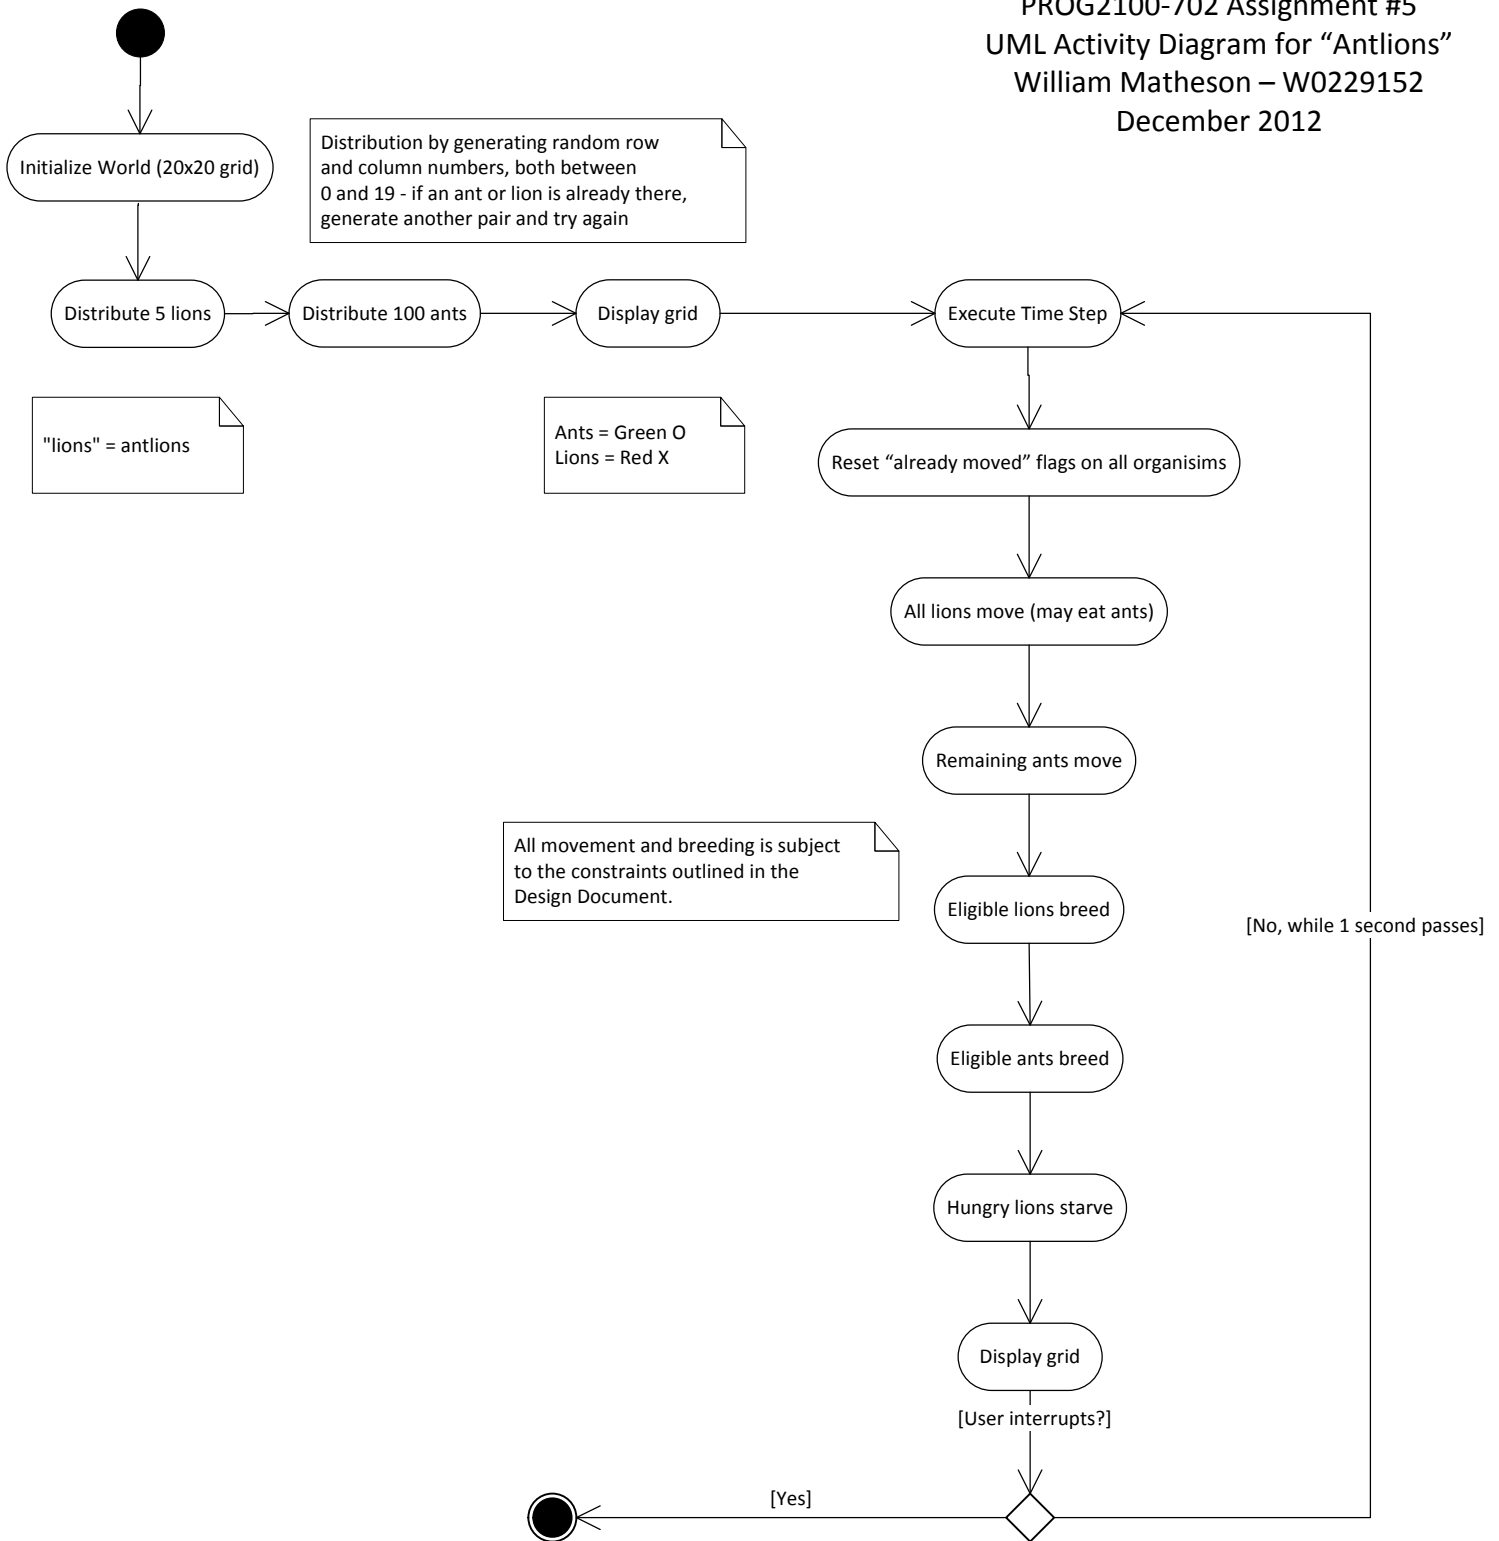 PROG2100-702 Assignment #5
UML Activity Diagram for “Antlions”
William Matheson – W0229152
December 2012
Initialize World (20x20 grid)
Distribution by generating random row
and column numbers, both between
0 and 19 - if an ant or lion is already there,
generate another pair and try again
Distribute 5 lions
Distribute 100 ants
Display grid
Execute Time Step
"lions" = antlions
Ants = Green O
Lions = Red X
Reset “already moved” flags on all organisims
All lions move (may eat ants)
Remaining ants move
All movement and breeding is subject
to the constraints outlined in the
Design Document.
Eligible lions breed
[No, while 1 second passes]
Eligible ants breed
Hungry lions starve
Display grid
[User interrupts?]
[Yes]